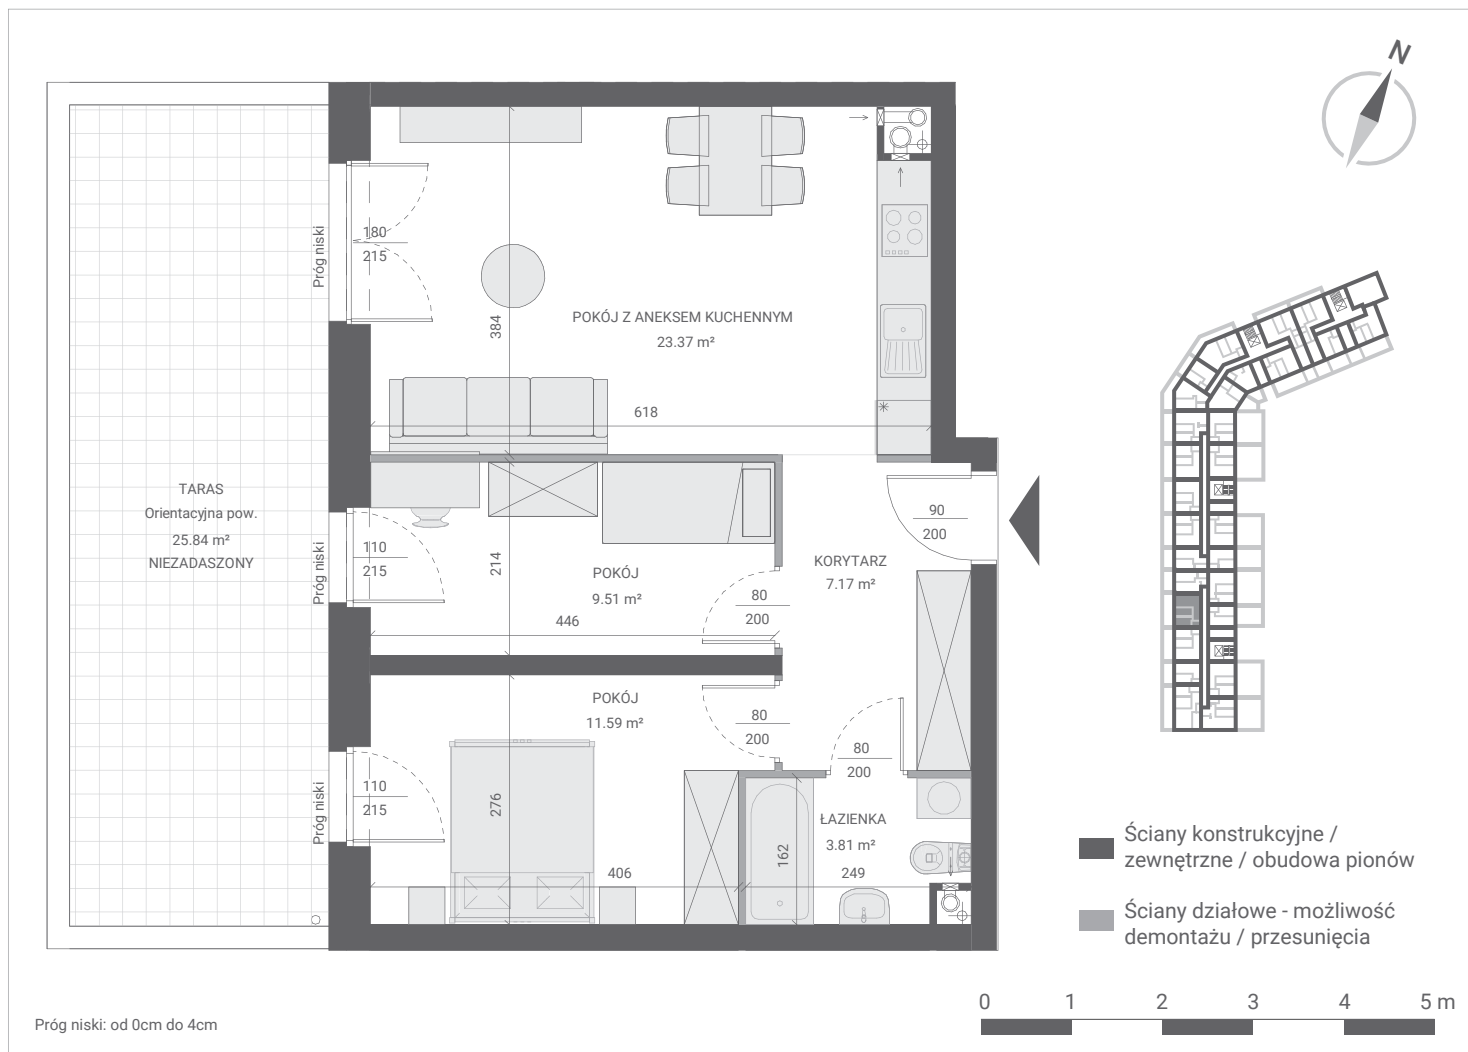 N
Próg niski
180
215
384
POKÓJ Z ANEKSEM KUCHENNYM
23.37 m²
618
TARAS
Orientacyjna pow.
25.84 m²
NIEZADASZONY
Próg niski
110
215
214
POKÓJ
9.51 m²
446
80
200
90
200
KORYTARZ
7.17 m²
POKÓJ
11.59 m²
80
200
80
200
Próg niski
110
215
276
406
162
ŁAZIENKA
3.81 m²
249
Ściany konstrukcyjne /
zewnętrzne / obudowa pionów
Ściany działowe - możliwość
demontażu / przesunięcia
0 1 2 3 4 5 m
Próg niski: od 0cm do 4cm